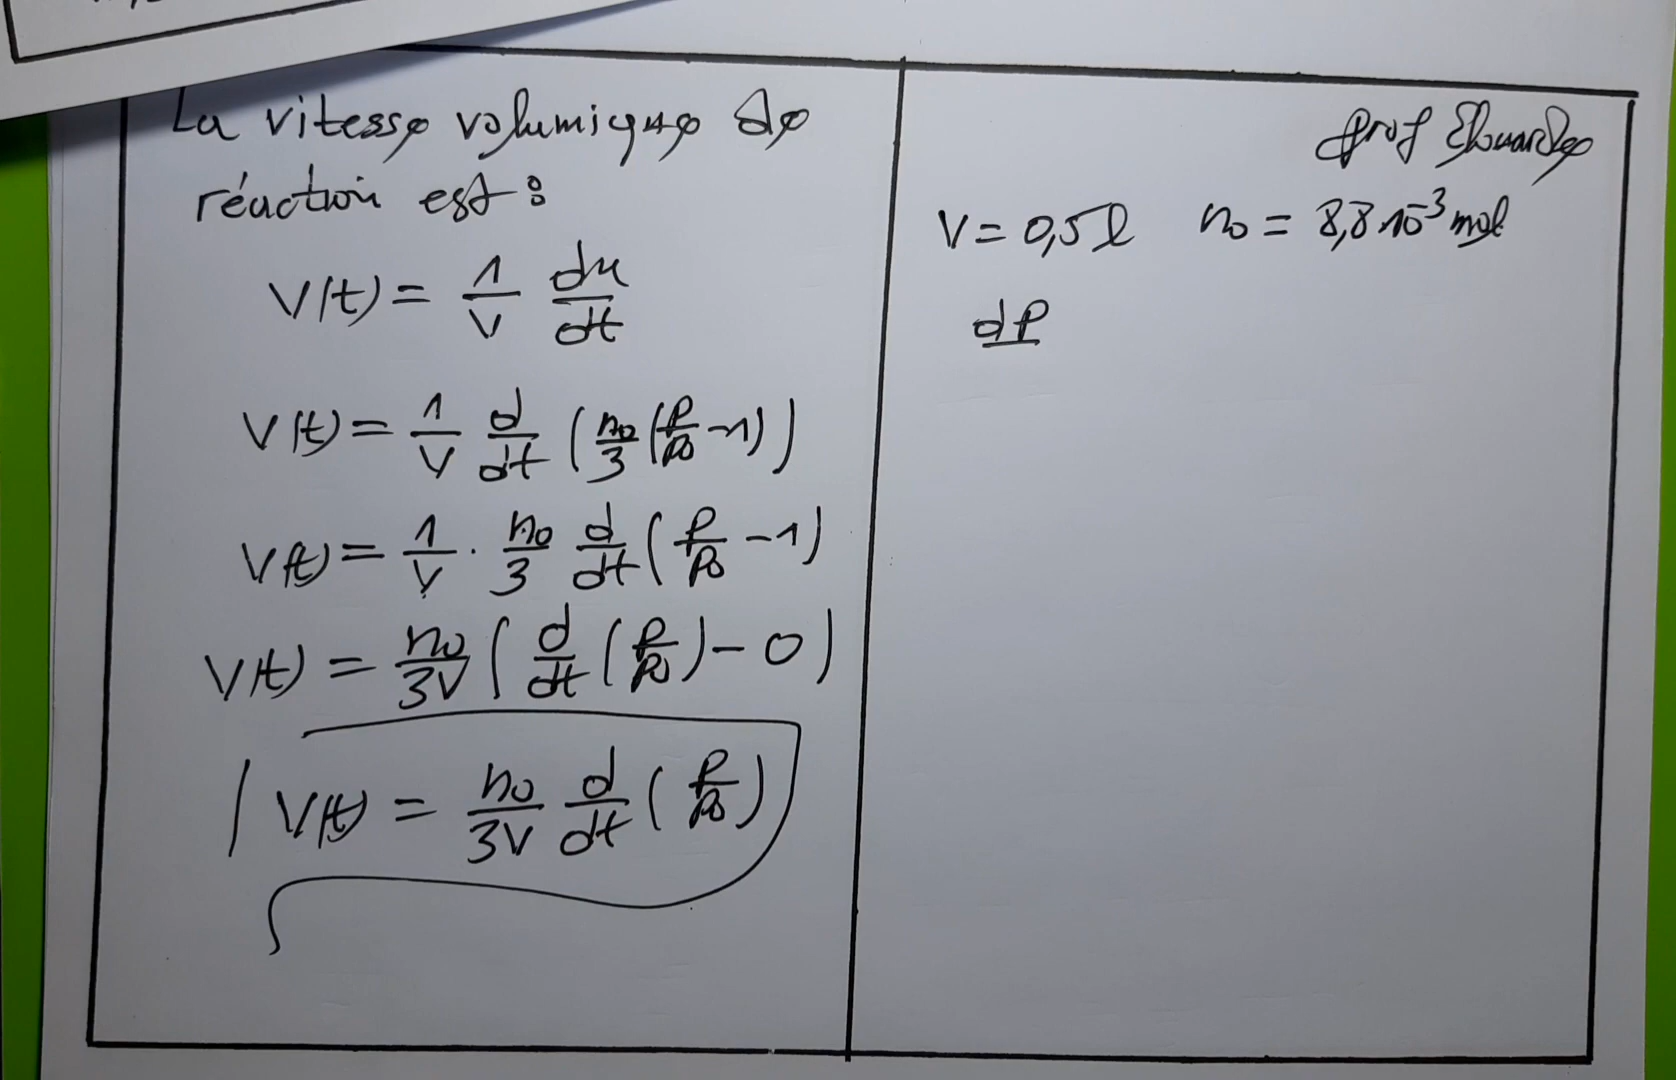 La vitesse volumique de
réaction est :
V(t) = 1/V dx/dt
V(t) = 1/V d/dt (n0/3 (P/P0 - 1))
V(t) = 1/V . n0/3 d/dt (P/P0 - 1)
V(t) = n0/3V ( d/dt (P/P0) - 0 )
V(t) = n0/3V d/dt (P/P0)
prof
V = 0,5 l n0 = 8,8 10^-3 mol
dP